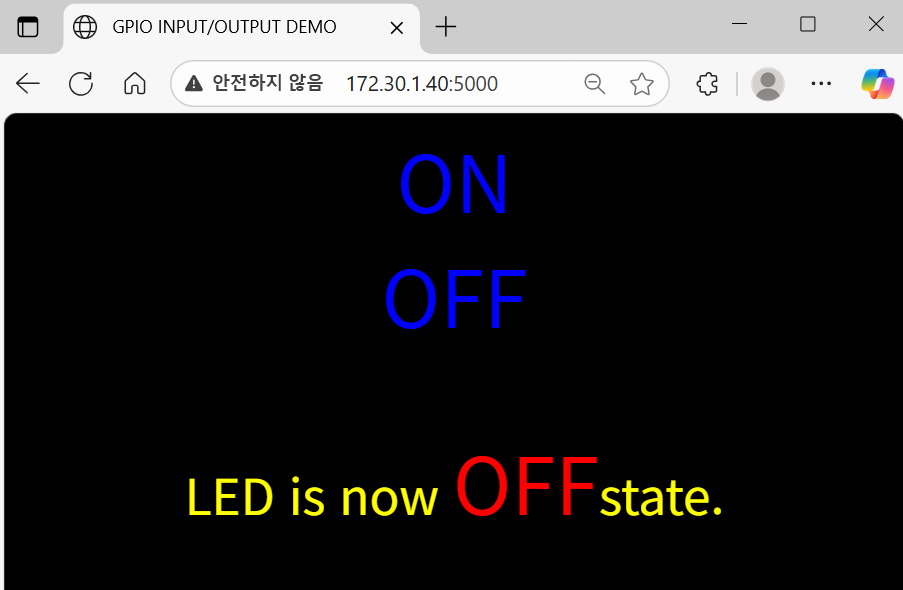 GPIO INPUT/OUTPUT DEMO
안전하지 않음 172.30.1.40:5000
ON
OFF
LED is now OFFstate.